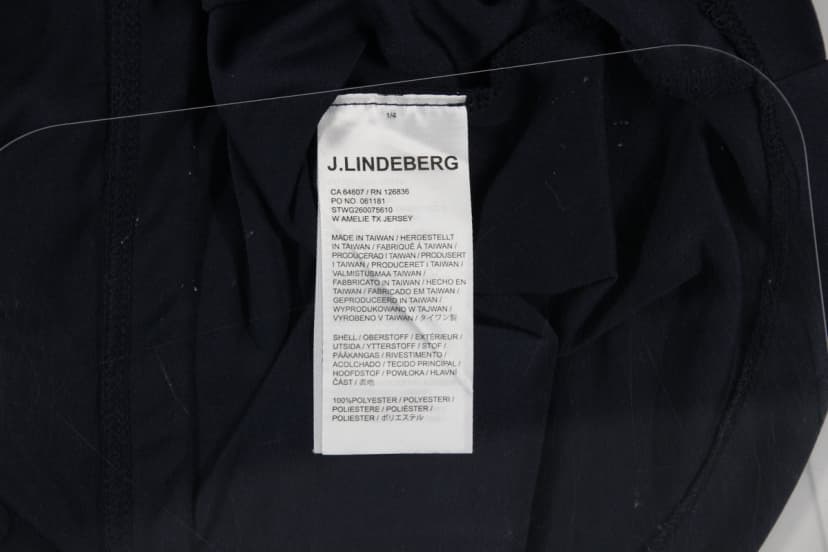 1/4
J.LINDEBERG
CA 64607 / RN 126836
PO NO. 061181
STWG260075610
W AMELIE TX JERSEY
MADE IN TAIWAN / HERGESTELLT
IN TAIWAN / FABRIQUÉ À TAIWAN /
PRODUCERAD I TAIWAN / PRODUSERT
I TAIWAN / PRODUCERET I TAIWAN /
VALMISTUSMAA TAIWAN /
FABBRICATO IN TAIWAN / HECHO EN
TAIWAN / FABRICADO EM TAIWAN /
GEPRODUCEERD IN TAIWAN /
WYPRODUKOWANO W TAJWAN /
VYROBENO V TAIWAN / タイワン製
SHELL / OBERSTOFF / EXTÉRIEUR /
UTSIDA / YTTERSTOFF / STOF /
PÄÄKANGAS / RIVESTIMENTO /
ACOLCHADO / TECIDO PRINCIPAL /
HOOFDSTOF / POWŁOKA / HLAVNÍ
ČÁST / 表地
100%POLYESTER / POLYESTERI /
POLIESTERE / POLIÉSTER /
POLIESTER / ポリエステル